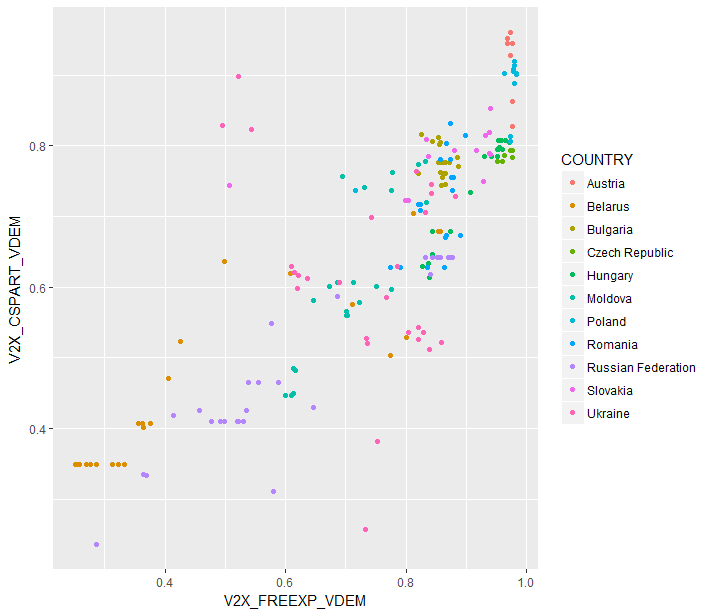 V2X_CSPART_VDEM
0.8
0.6
0.4
0.4
0.6
0.8
1.0
V2X_FREEXP_VDEM
COUNTRY
Austria
Belarus
Bulgaria
Czech Republic
Hungary
Moldova
Poland
Romania
Russian Federation
Slovakia
Ukraine